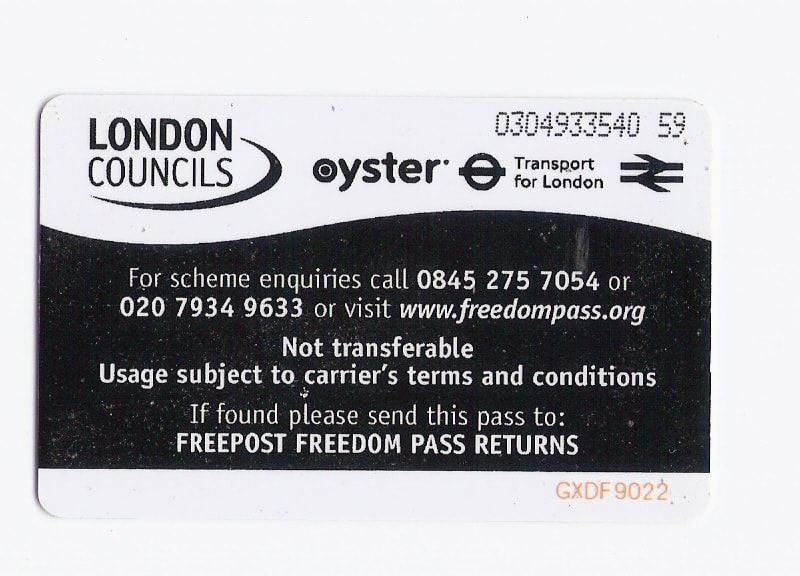 0304933540 59
LONDON
COUNCILS
oyster
Transport
for London
For scheme enquiries call 0845 275 7054 or
020 7934 9633 or visit www.freedompass.org
Not transferable
Usage subject to carrier's terms and conditions
If found please send this pass to:
FREEPOST FREEDOM PASS RETURNS
GXDF9022